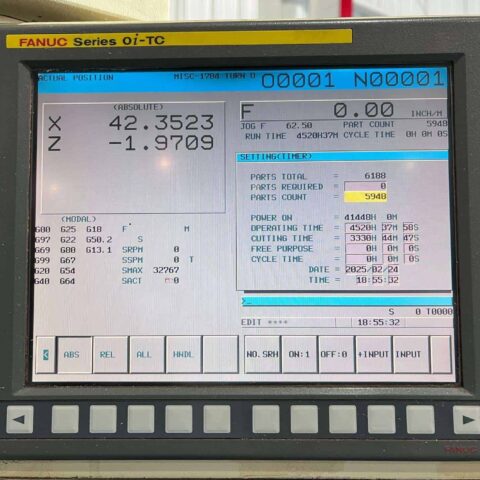 FANUC Series 0i-TC
ACTUAL POSITION MISC-1784 TURN O O0001 N00001
(ABSOLUTE)
X 42.3523
Z -1.9709
F 0.00 INCH/M
JOG F 62.50 PART COUNT 5948
RUN TIME 4520H37M CYCLE TIME 0H 0M 0S
SETTING(TIMER)
PARTS TOTAL = 6188
PARTS REQUIRED = 0
PARTS COUNT = 5948
POWER ON = 41448H 0M
OPERATING TIME = 4520H 37M 50S
CUTTING TIME = 3330H 44M 47S
FREE PURPOSE = 0H 0M 0S
CYCLE TIME = 0H 0M 0S
DATE = 2025/02/24
TIME = 18:55:32
(MODAL)
G00 G25 G18 F M
G97 G22 G50.2 S
G69 G80 G13.1 SRPM 0
G99 G67 SSPM 0 T
G20 G54 SMAX 32767
G40 G64 SACT 0
>_
S 0 T0000
EDIT **** 18:55:32
< ABS REL ALL HNDL NO.SRH ON:1 OFF:0 +INPUT INPUT
FANUC